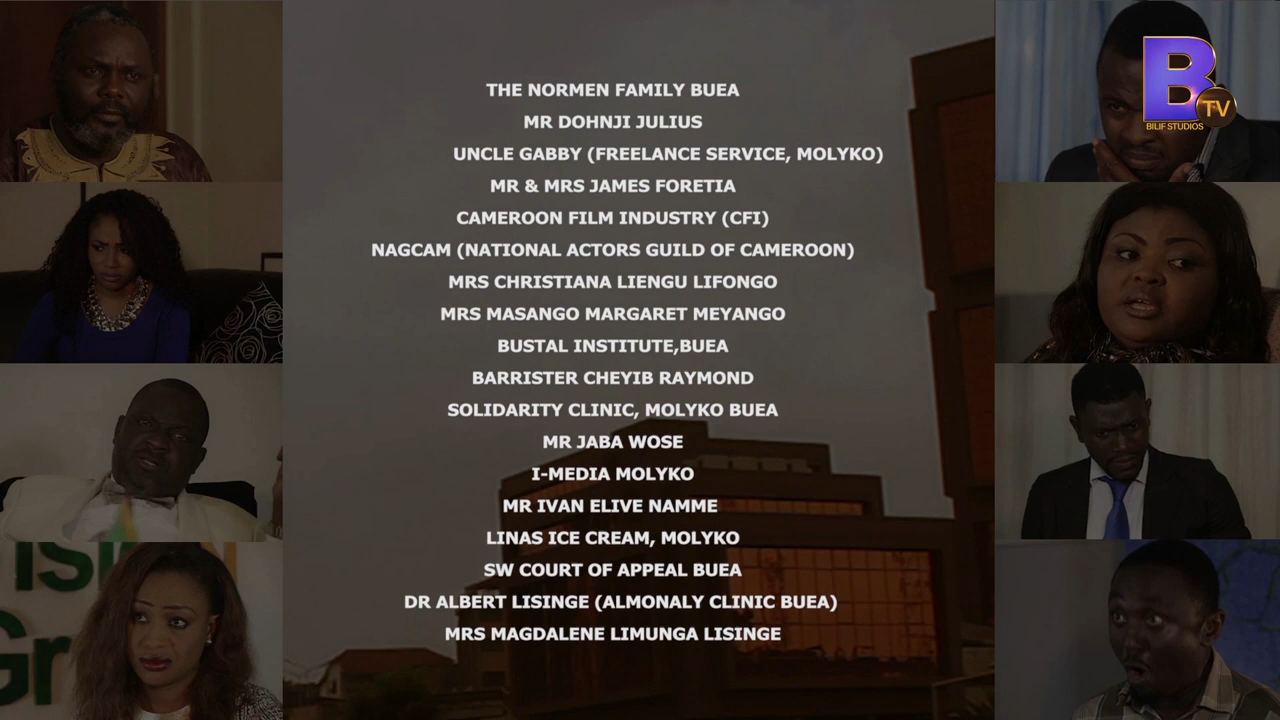 THE NORMEN FAMILY BUEA
MR DOHNJI JULIUS
UNCLE GABBY (FREELANCE SERVICE, MOLYKO)
MR & MRS JAMES FORETIA
CAMEROON FILM INDUSTRY (CFI)
NAGCAM (NATIONAL ACTORS GUILD OF CAMEROON)
MRS CHRISTIANA LIENGU LIFONGO
MRS MASANGO MARGARET MEYANGO
BUSTAL INSTITUTE,BUEA
BARRISTER CHEYIB RAYMOND
SOLIDARITY CLINIC, MOLYKO BUEA
MR JABA WOSE
I-MEDIA MOLYKO
MR IVAN ELIVE NAMME
LINAS ICE CREAM, MOLYKO
SW COURT OF APPEAL BUEA
DR ALBERT LISINGE (ALMONALY CLINIC BUEA)
MRS MAGDALENE LIMUNGA LISINGE
B TV
BILIF STUDIOS
Gr